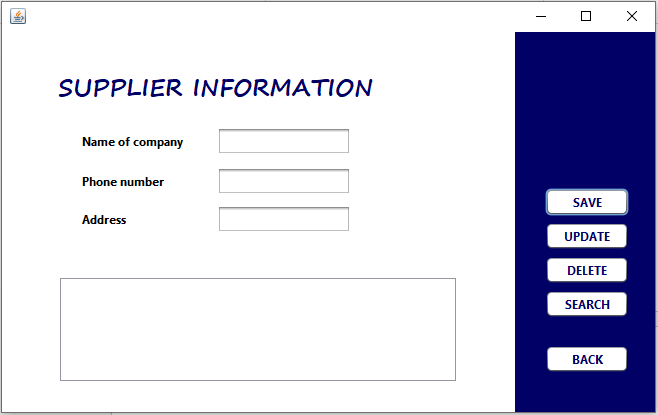 SUPPLIER INFORMATION
Name of company
Phone number
Address
SAVE
UPDATE
DELETE
SEARCH
BACK